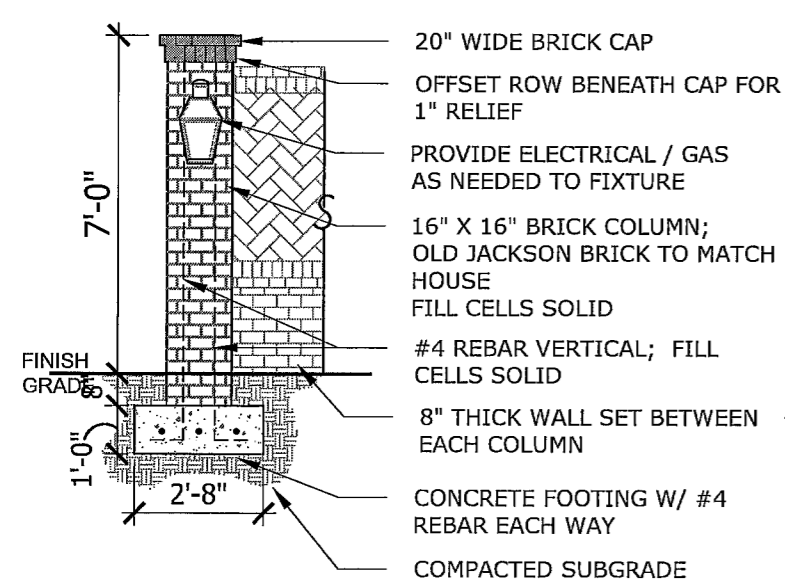 20" WIDE BRICK CAP
OFFSET ROW BENEATH CAP FOR
1" RELIEF
PROVIDE ELECTRICAL / GAS
AS NEEDED TO FIXTURE
7'-0"
16" X 16" BRICK COLUMN;
OLD JACKSON BRICK TO MATCH
HOUSE
FILL CELLS SOLID
#4 REBAR VERTICAL; FILL
CELLS SOLID
FINISH
GRADE
8"
8" THICK WALL SET BETWEEN
EACH COLUMN
1'-0"
2'-8"
CONCRETE FOOTING W/ #4
REBAR EACH WAY
COMPACTED SUBGRADE